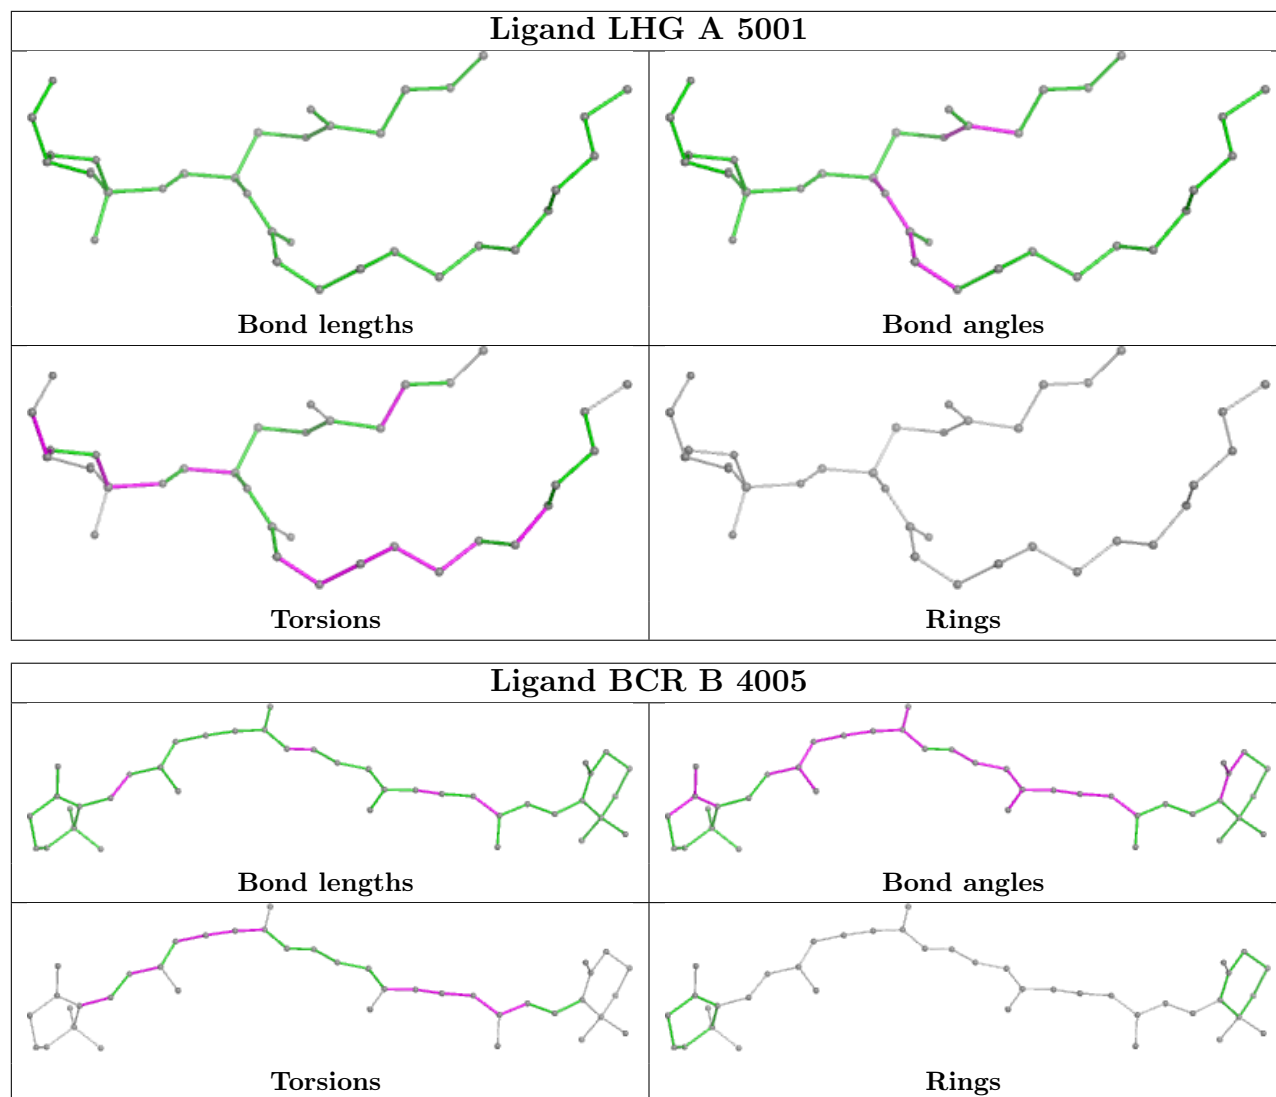 Ligand LHG A 5001
Bond lengths
Bond angles
Torsions
Rings
Ligand BCR B 4005
Bond lengths
Bond angles
Torsions
Rings